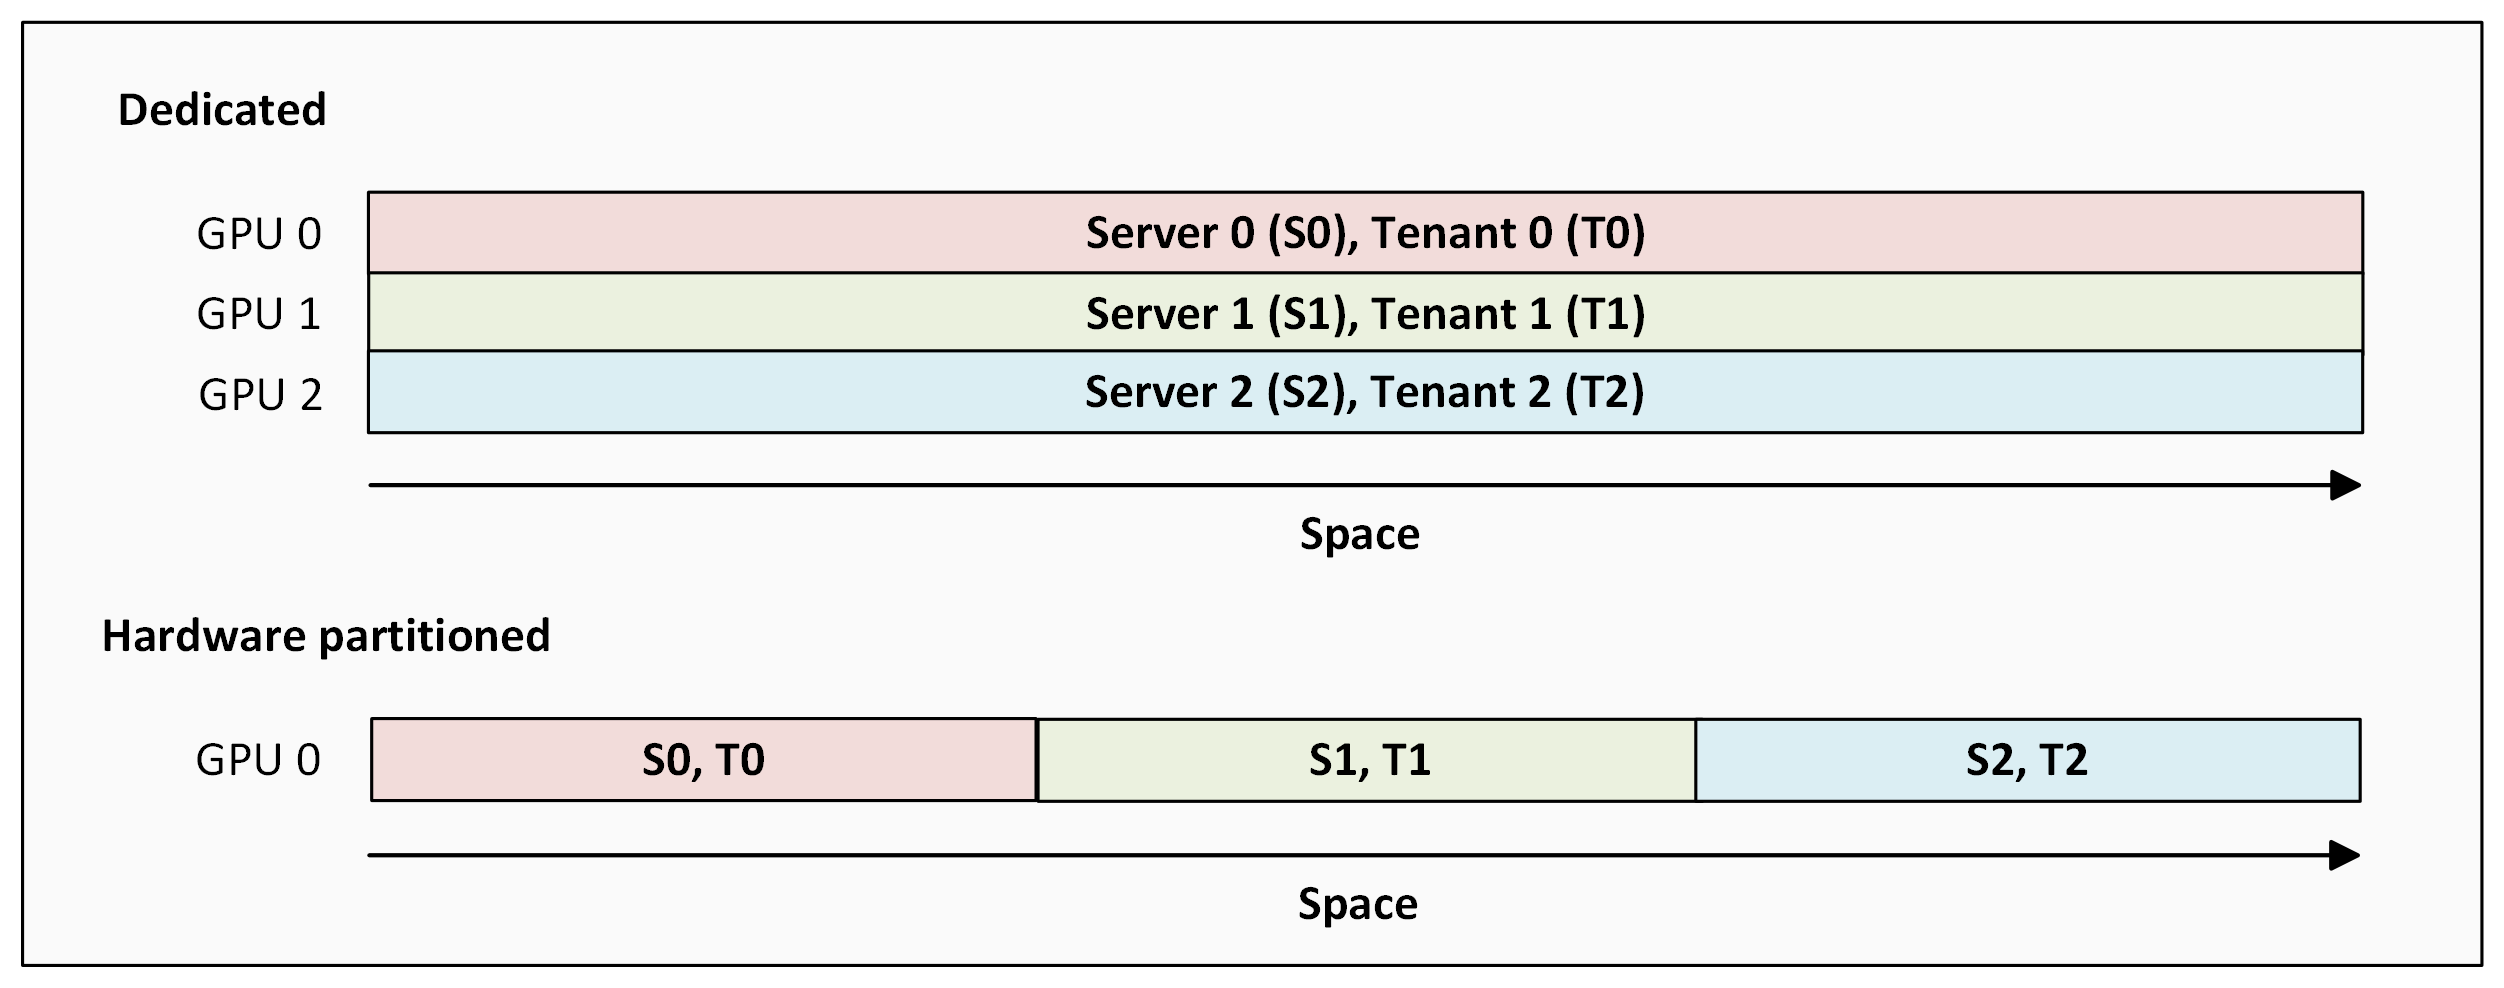 Dedicated
GPU 0
Server 0 (S0), Tenant 0 (T0)
GPU 1
Server 1 (S1), Tenant 1 (T1)
GPU 2
Server 2 (S2), Tenant 2 (T2)
Space
Hardware partitioned
GPU 0
S0, T0
S1, T1
S2, T2
Space